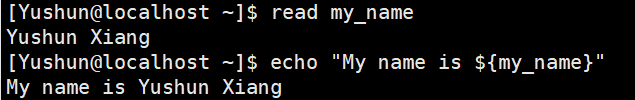 [Yushun@localhost ~]$ read my_name
Yushun Xiang
[Yushun@localhost ~]$ echo "My name is ${my_name}"
My name is Yushun Xiang